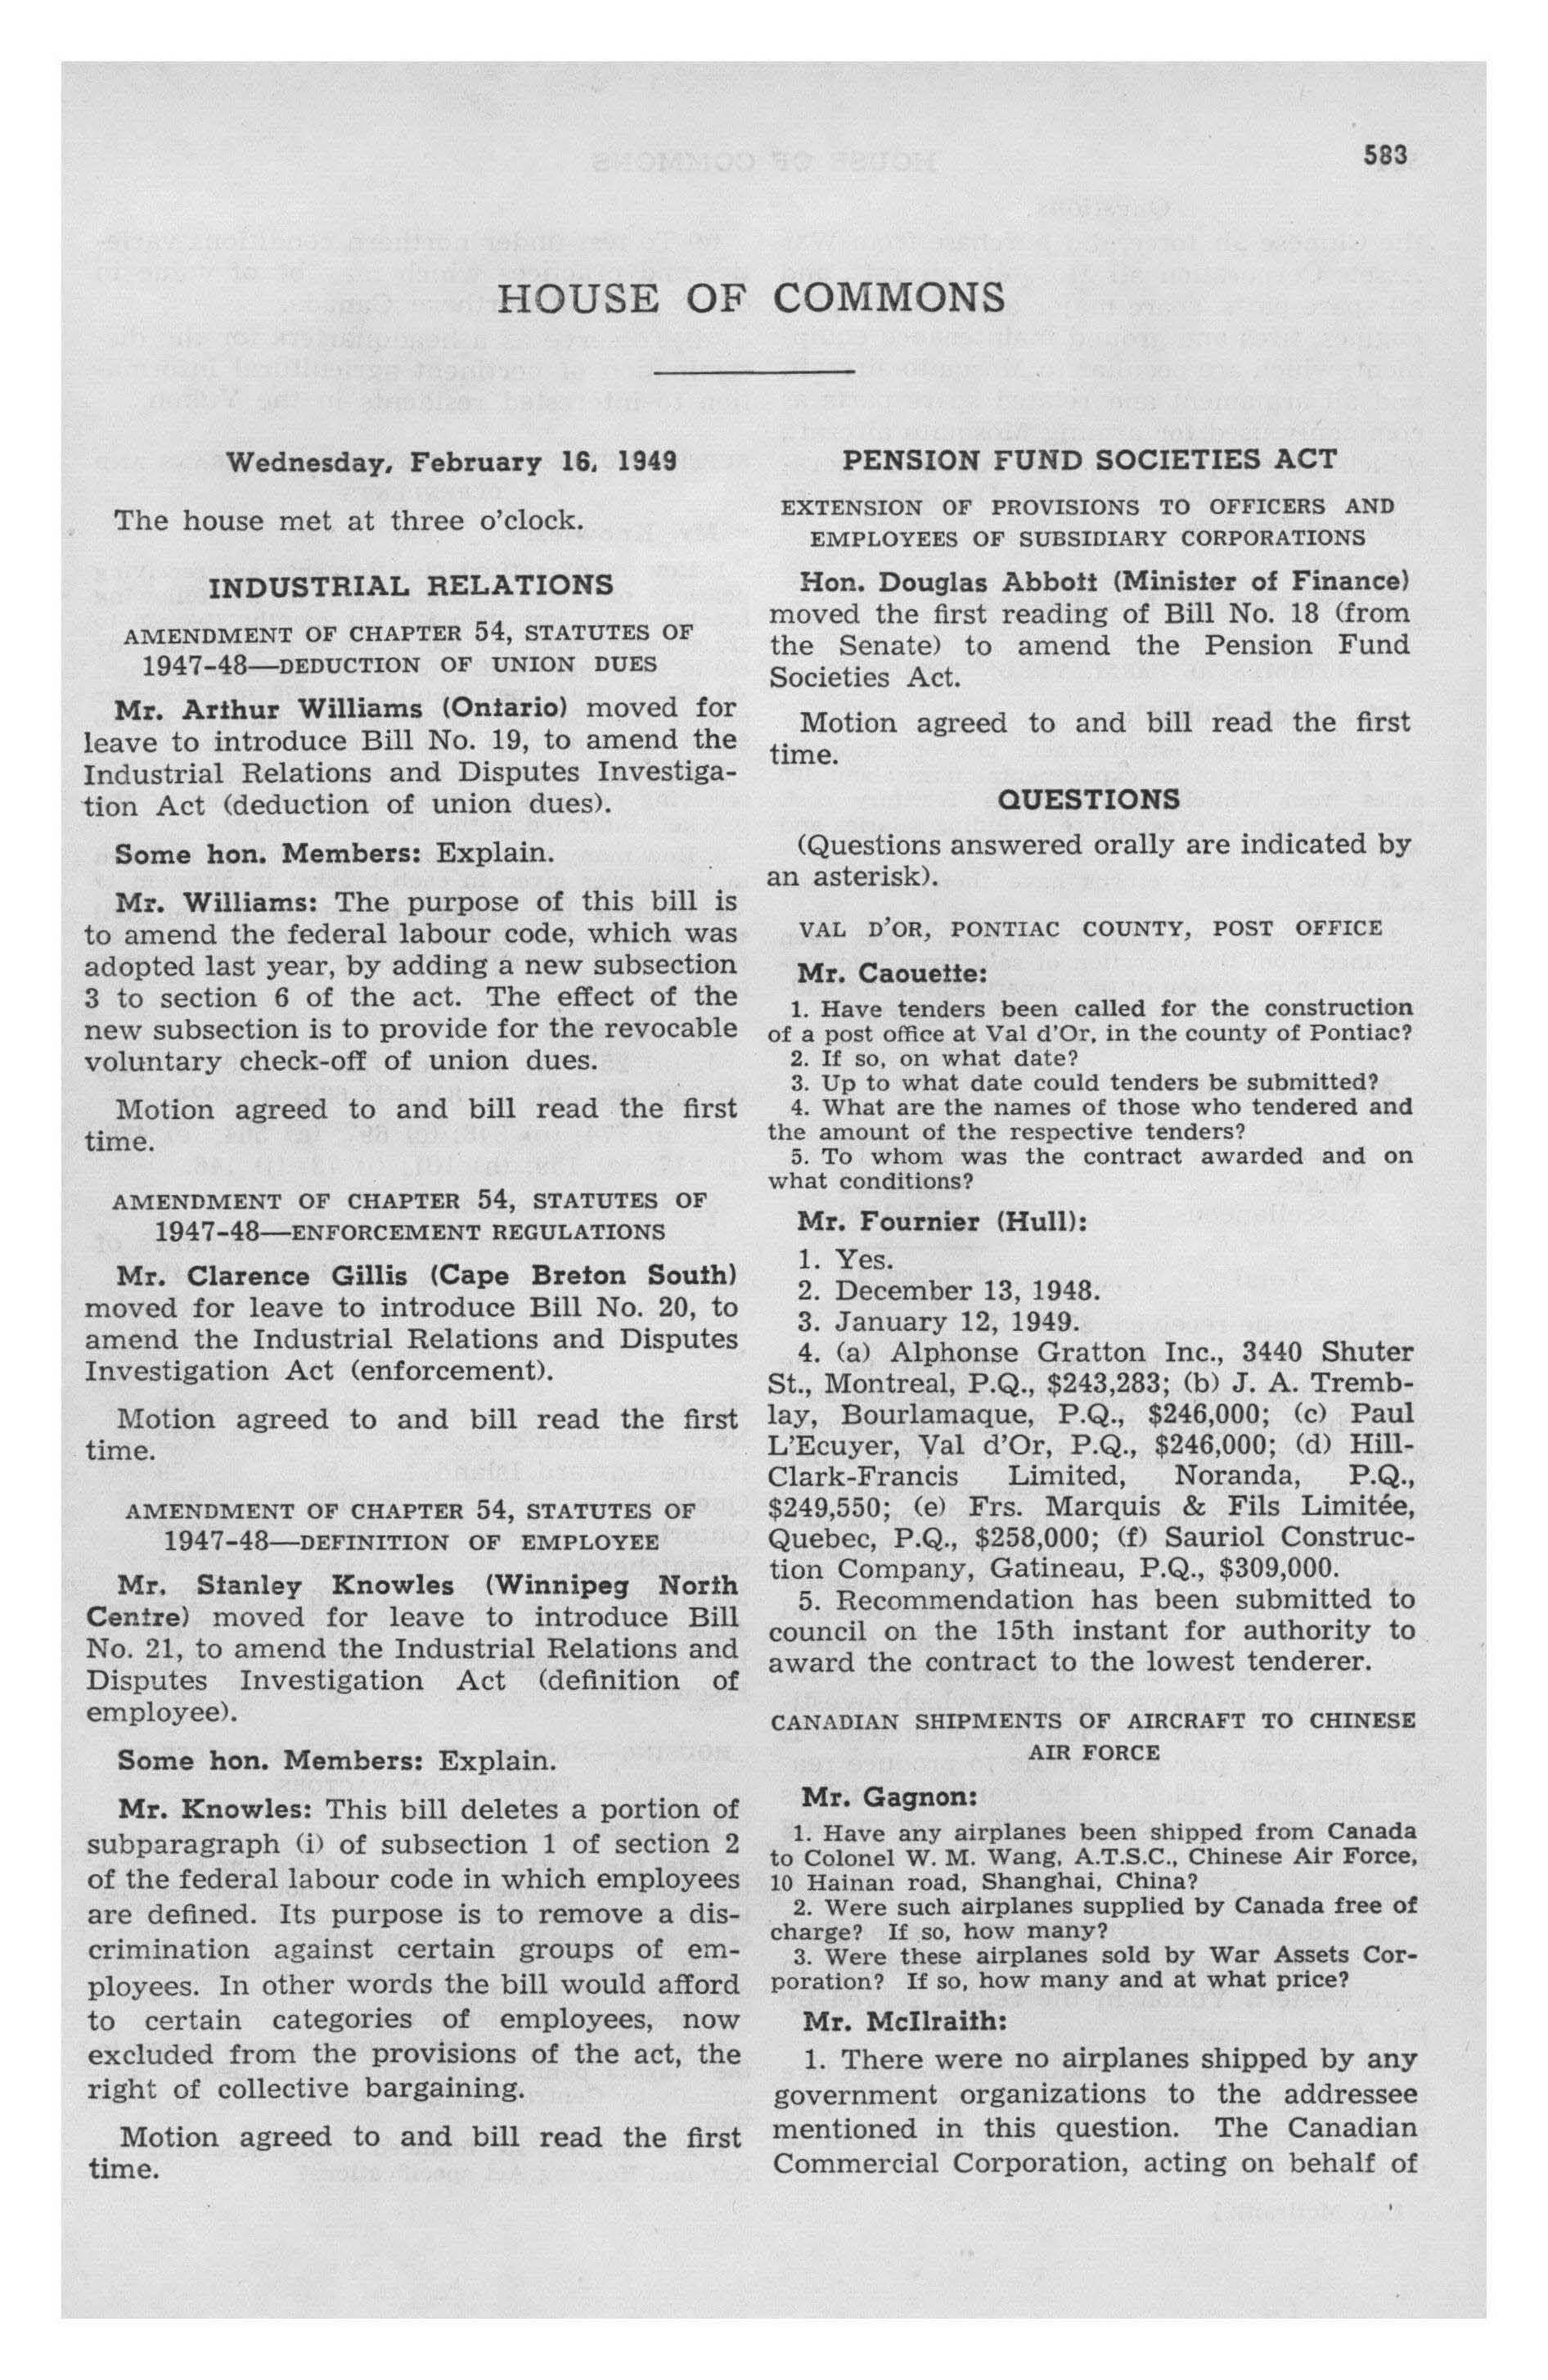 583
HOUSE OF COMMONS
Wednesday, February 16, 1949
The house met at three o'clock.
INDUSTRIAL RELATIONS
AMENDMENT OF CHAPTER 54, STATUTES OF
1947-48—DEDUCTION OF UNION DUES
Mr. Arthur Williams (Ontario) moved for
leave to introduce Bill No. 19, to amend the
Industrial Relations and Disputes Investiga-
tion Act (deduction of union dues).
Some hon. Members: Explain.
Mr. Williams: The purpose of this bill is
to amend the federal labour code, which was
adopted last year, by adding a new subsection
3 to section 6 of the act. The effect of the
new subsection is to provide for the revocable
voluntary check-off of union dues.
Motion agreed to and bill read the first
time.
AMENDMENT OF CHAPTER 54, STATUTES OF
1947-48—ENFORCEMENT REGULATIONS
Mr. Clarence Gillis (Cape Breton South)
moved for leave to introduce Bill No. 20, to
amend the Industrial Relations and Disputes
Investigation Act (enforcement).
Motion agreed to and bill read the first
time.
AMENDMENT OF CHAPTER 54, STATUTES OF
1947-48—DEFINITION OF EMPLOYEE
Mr. Stanley Knowles (Winnipeg North
Centre) moved for leave to introduce Bill
No. 21, to amend the Industrial Relations and
Disputes Investigation Act (definition of
employee).
Some hon. Members: Explain.
Mr. Knowles: This bill deletes a portion of
subparagraph (i) of subsection 1 of section 2
of the federal labour code in which employees
are defined. Its purpose is to remove a dis-
crimination against certain groups of em-
ployees. In other words the bill would afford
to certain categories of employees, now
excluded from the provisions of the act, the
right of collective bargaining.
Motion agreed to and bill read the first
time.
PENSION FUND SOCIETIES ACT
EXTENSION OF PROVISIONS TO OFFICERS AND
EMPLOYEES OF SUBSIDIARY CORPORATIONS
Hon. Douglas Abbott (Minister of Finance)
moved the first reading of Bill No. 18 (from
the Senate) to amend the Pension Fund
Societies Act.
Motion agreed to and bill read the first
time.
QUESTIONS
(Questions answered orally are indicated by
an asterisk).
VAL D'OR, PONTIAC COUNTY, POST OFFICE
Mr. Caouette:
1. Have tenders been called for the construction
of a post office at Val d'Or, in the county of Pontiac?
2. If so, on what date?
3. Up to what date could tenders be submitted?
4. What are the names of those who tendered and
the amount of the respective tenders?
5. To whom was the contract awarded and on
what conditions?
Mr. Fournier (Hull):
1. Yes.
2. December 13, 1948.
3. January 12, 1949.
4. (a) Alphonse Gratton Inc., 3440 Shuter
St., Montreal, P.Q., $243,283; (b) J. A. Tremb-
lay, Bourlamaque, P.Q., $246,000; (c) Paul
L'Ecuyer, Val d'Or, P.Q., $246,000; (d) Hill-
Clark-Francis Limited, Noranda, P.Q.,
$249,550; (e) Frs. Marquis & Fils Limitée,
Quebec, P.Q., $258,000; (f) Sauriol Construc-
tion Company, Gatineau, P.Q., $309,000.
5. Recommendation has been submitted to
council on the 15th instant for authority to
award the contract to the lowest tenderer.
CANADIAN SHIPMENTS OF AIRCRAFT TO CHINESE
AIR FORCE
Mr. Gagnon:
1. Have any airplanes been shipped from Canada
to Colonel W. M. Wang, A.T.S.C., Chinese Air Force,
10 Hainan road, Shanghai, China?
2. Were such airplanes supplied by Canada free of
charge? If so, how many?
3. Were these airplanes sold by War Assets Cor-
poration? If so, how many and at what price?
Mr. McIlraith:
1. There were no airplanes shipped by any
government organizations to the addressee
mentioned in this question. The Canadian
Commercial Corporation, acting on behalf of